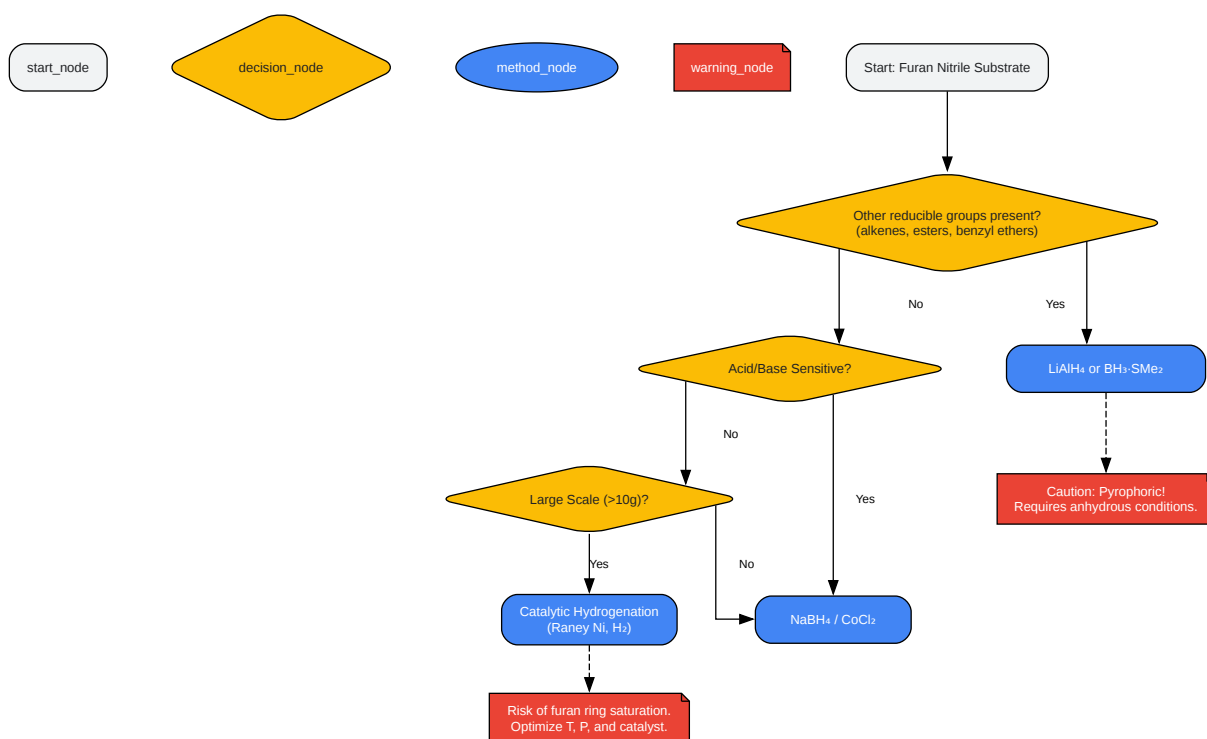 start_node
decision_node
method_node
warning_node
Start: Furan Nitrile Substrate
Other reducible groups present?
(alkenes, esters, benzyl ethers)
No
Yes
Acid/Base Sensitive?
LiAlH₄ or BH₃·SMe₂
No
Yes
Caution: Pyrophoric!
Requires anhydrous conditions.
Large Scale (>10g)?
Yes
No
Catalytic Hydrogenation
(Raney Ni, H₂)
NaBH₄ / CoCl₂
Risk of furan ring saturation.
Optimize T, P, and catalyst.